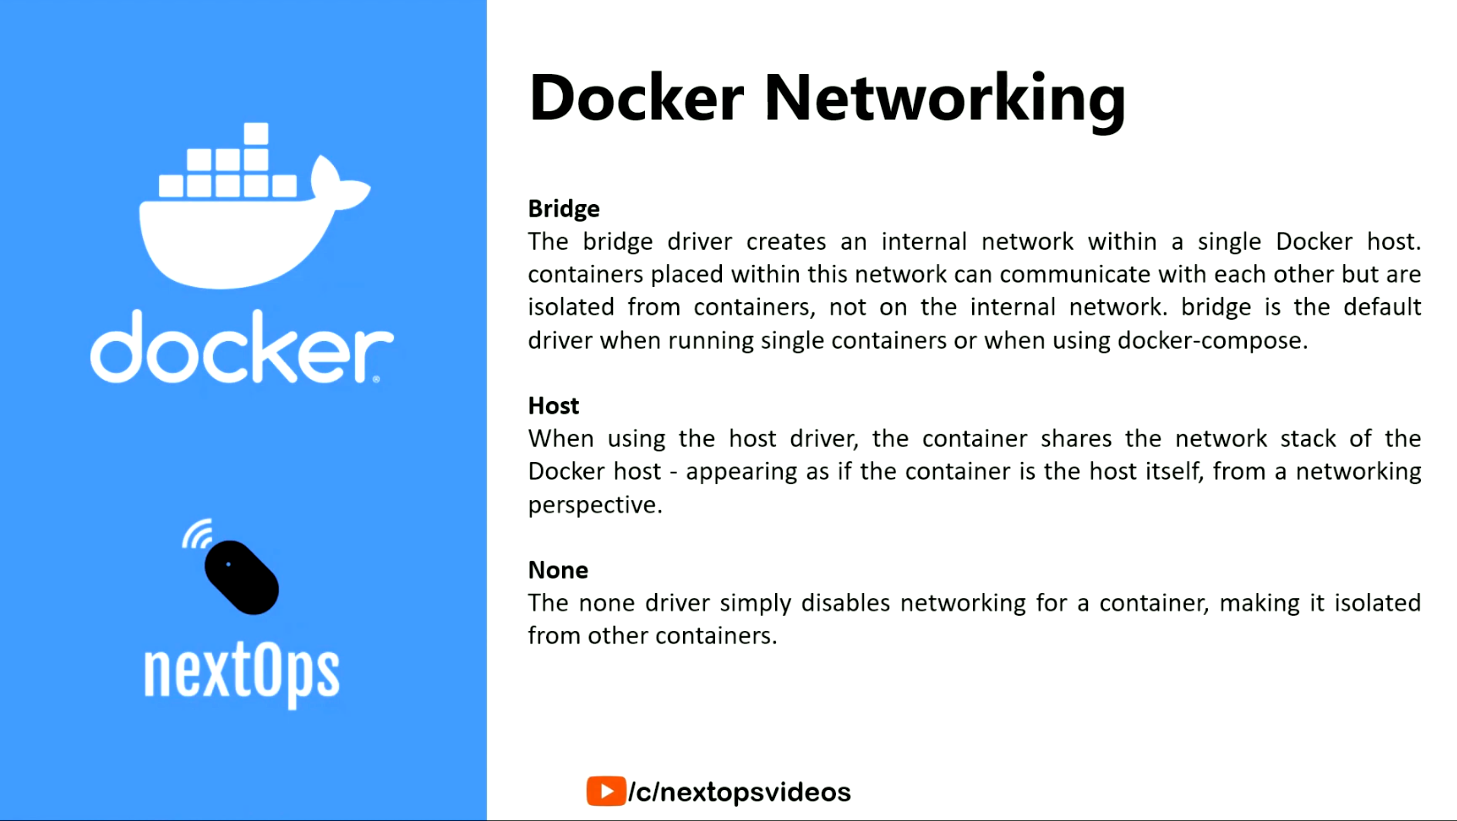 docker
nextOps
Docker Networking
Bridge
The bridge driver creates an internal network within a single Docker host.
containers placed within this network can communicate with each other but are
isolated from containers, not on the internal network. bridge is the default
driver when running single containers or when using docker-compose.
Host
When using the host driver, the container shares the network stack of the
Docker host - appearing as if the container is the host itself, from a networking
perspective.
None
The none driver simply disables networking for a container, making it isolated
from other containers.
/c/nextopsvideos